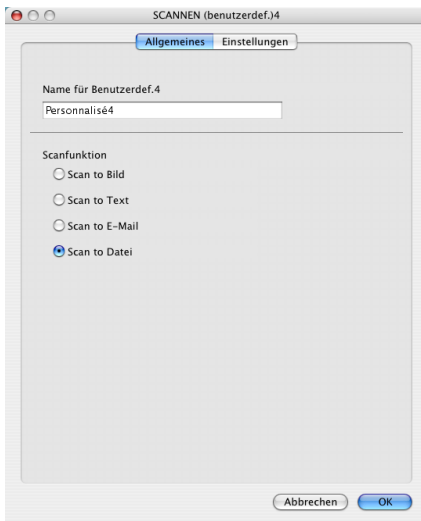 SCANNEN (benutzerdef.)4
Allgemeines Einstellungen
Name für Benutzerdef.4
Personnalisé4
Scanfunktion
Scan to Bild
Scan to Text
Scan to E-Mail
Scan to Datei
Abbrechen OK